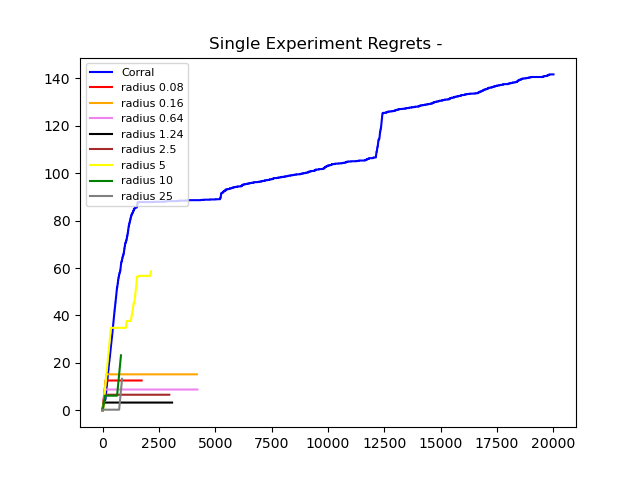 Single Experiment Regrets -
Corral
radius 0.08
radius 0.16
radius 0.64
radius 1.24
radius 2.5
radius 5
radius 10
radius 25
140
120
100
80
60
40
20
0
0 2500 5000 7500 10000 12500 15000 17500 20000